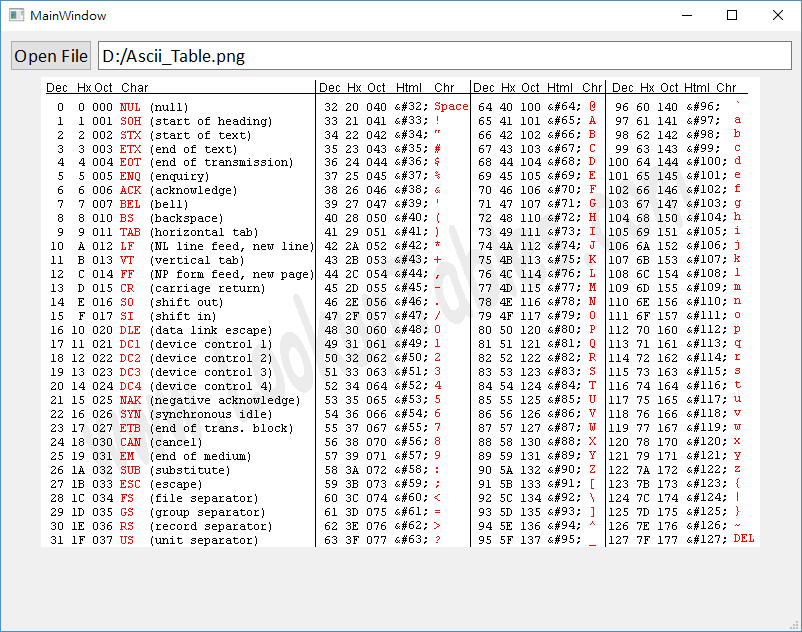 MainWindow
Open File D:/Ascii_Table.png
Dec Hx Oct Char Dec Hx Oct Html Chr Dec Hx Oct Html Chr Dec Hx Oct Html Chr
0 0 000 NUL (null) 32 20 040 &#32; Space 64 40 100 &#64; @ 96 60 140 &#96; `
1 1 001 SOH (start of heading) 33 21 041 &#33; ! 65 41 101 &#65; A 97 61 141 &#97; a
2 2 002 STX (start of text) 34 22 042 &#34; " 66 42 102 &#66; B 98 62 142 &#98; b
3 3 003 ETX (end of text) 35 23 043 &#35; # 67 43 103 &#67; C 99 63 143 &#99; c
4 4 004 EOT (end of transmission) 36 24 044 &#36; $ 68 44 104 &#68; D 100 64 144 &#100; d
5 5 005 ENQ (enquiry) 37 25 045 &#37; % 69 45 105 &#69; E 101 65 145 &#101; e
6 6 006 ACK (acknowledge) 38 26 046 &#38; & 70 46 106 &#70; F 102 66 146 &#102; f
7 7 007 BEL (bell) 39 27 047 &#39; ' 71 47 107 &#71; G 103 67 147 &#103; g
8 8 010 BS (backspace) 40 28 050 &#40; ( 72 48 110 &#72; H 104 68 150 &#104; h
9 9 011 TAB (horizontal tab) 41 29 051 &#41; ) 73 49 111 &#73; I 105 69 151 &#105; i
10 A 012 LF (NL line feed, new line) 42 2A 052 &#42; * 74 4A 112 &#74; J 106 6A 152 &#106; j
11 B 013 VT (vertical tab) 43 2B 053 &#43; + 75 4B 113 &#75; K 107 6B 153 &#107; k
12 C 014 FF (NP form feed, new page) 44 2C 054 &#44; , 76 4C 114 &#76; L 108 6C 154 &#108; l
13 D 015 CR (carriage return) 45 2D 055 &#45; - 77 4D 115 &#77; M 109 6D 155 &#109; m
14 E 016 SO (shift out) 46 2E 056 &#46; . 78 4E 116 &#78; N 110 6E 156 &#110; n
15 F 017 SI (shift in) 47 2F 057 &#47; / 79 4F 117 &#79; O 111 6F 157 &#111; o
16 10 020 DLE (data link escape) 48 30 060 &#48; 0 80 50 120 &#80; P 112 70 160 &#112; p
17 11 021 DC1 (device control 1) 49 31 061 &#49; 1 81 51 121 &#81; Q 113 71 161 &#113; q
18 12 022 DC2 (device control 2) 50 32 062 &#50; 2 82 52 122 &#82; R 114 72 162 &#114; r
19 13 023 DC3 (device control 3) 51 33 063 &#51; 3 83 53 123 &#83; S 115 73 163 &#115; s
20 14 024 DC4 (device control 4) 52 34 064 &#52; 4 84 54 124 &#84; T 116 74 164 &#116; t
21 15 025 NAK (negative acknowledge) 53 35 065 &#53; 5 85 55 125 &#85; U 117 75 165 &#117; u
22 16 026 SYN (synchronous idle) 54 36 066 &#54; 6 86 56 126 &#86; V 118 76 166 &#118; v
23 17 027 ETB (end of trans. block) 55 37 067 &#55; 7 87 57 127 &#87; W 119 77 167 &#119; w
24 18 030 CAN (cancel) 56 38 070 &#56; 8 88 58 130 &#88; X 120 78 170 &#120; x
25 19 031 EM (end of medium) 57 39 071 &#57; 9 89 59 131 &#89; Y 121 79 171 &#121; y
26 1A 032 SUB (substitute) 58 3A 072 &#58; : 90 5A 132 &#90; Z 122 7A 172 &#122; z
27 1B 033 ESC (escape) 59 3B 073 &#59; ; 91 5B 133 &#91; [ 123 7B 173 &#123; {
28 1C 034 FS (file separator) 60 3C 074 &#60; < 92 5C 134 &#92; \ 124 7C 174 &#124; |
29 1D 035 GS (group separator) 61 3D 075 &#61; = 93 5D 135 &#93; ] 125 7D 175 &#125; }
30 1E 036 RS (record separator) 62 3E 076 &#62; > 94 5E 136 &#94; ^ 126 7E 176 &#126; ~
31 1F 037 US (unit separator) 63 3F 077 &#63; ? 95 5F 137 &#95; _ 127 7F 177 &#127; DEL